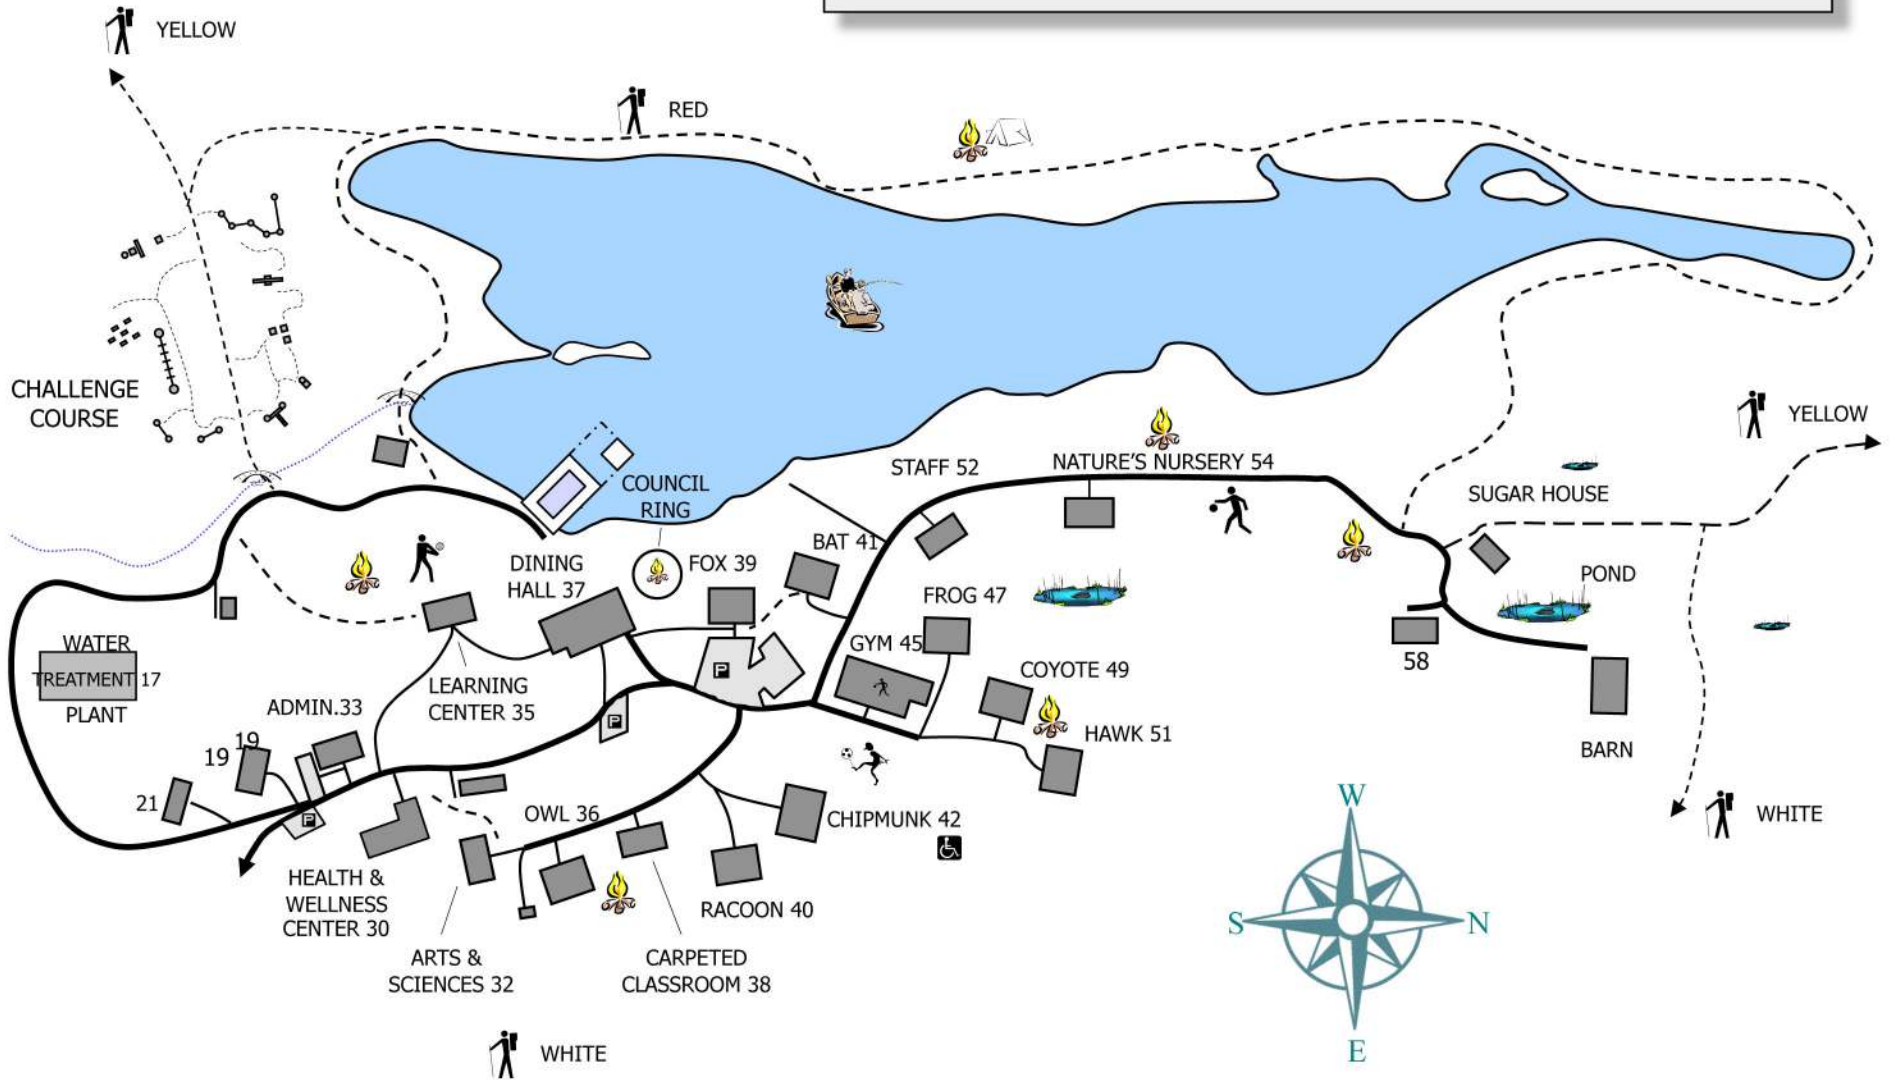 YELLOW
RED
CHALLENGE
COURSE
YELLOW
STAFF 52
NATURE'S NURSERY 54
COUNCIL
RING
SUGAR HOUSE
BAT 41
DINING
HALL 37
FOX 39
FROG 47
POND
WATER
TREATMENT 17
PLANT
GYM 45
58
COYOTE 49
P
LEARNING
CENTER 35
ADMIN.33
P
HAWK 51
BARN
19
19
21
P
OWL 36
CHIPMUNK 42
WHITE
HEALTH &
WELLNESS
CENTER 30
RACOON 40
ARTS &
SCIENCES 32
CARPETED
CLASSROOM 38
W
S
N
E
WHITE